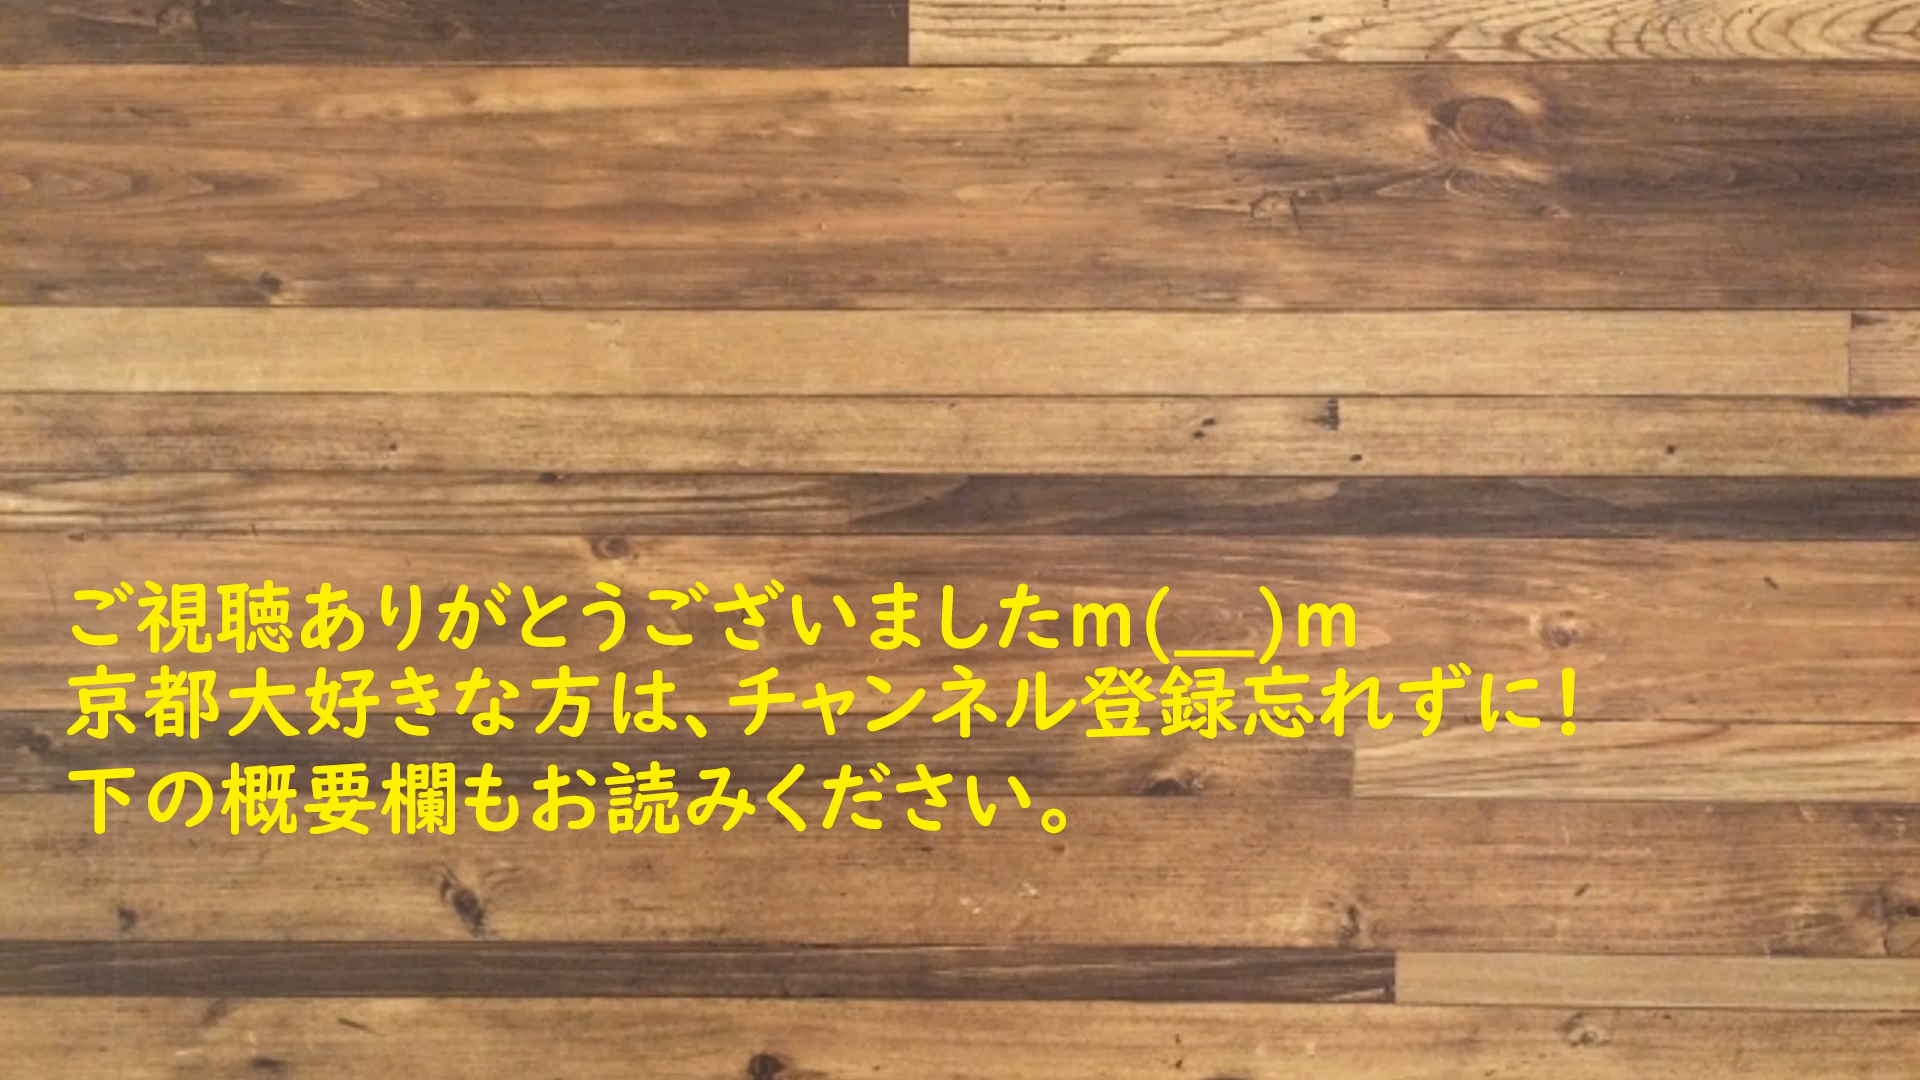 ご視聴ありがとうございましたm(__)m
京都大好きな方は、チャンネル登録忘れずに!
下の概要欄もお読みください。